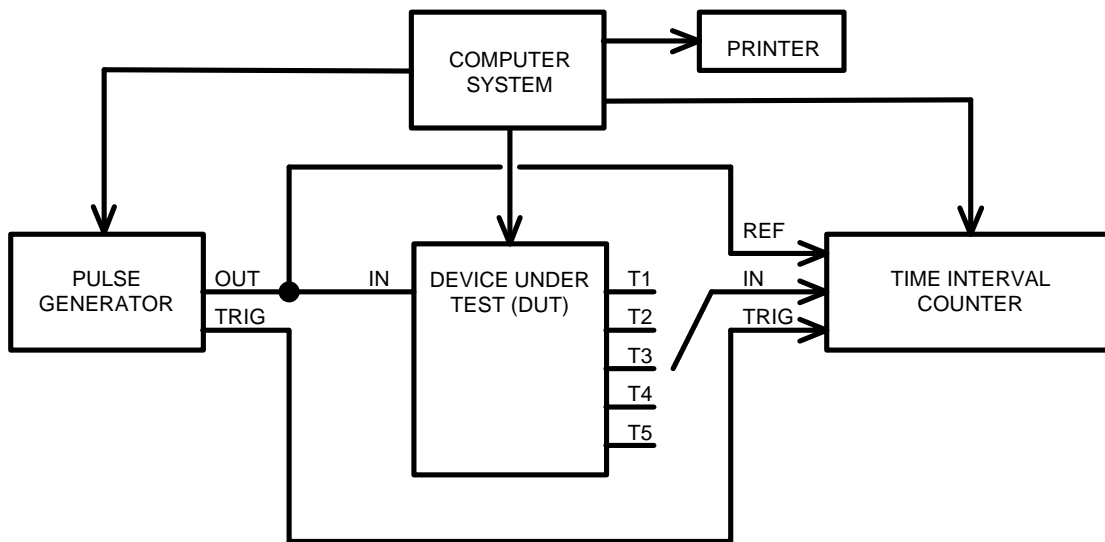 COMPUTER
SYSTEM
PRINTER
PULSE
GENERATOR
OUT
TRIG
IN
DEVICE UNDER
TEST (DUT)
T1
T2
T3
T4
T5
REF
IN
TRIG
TIME INTERVAL
COUNTER